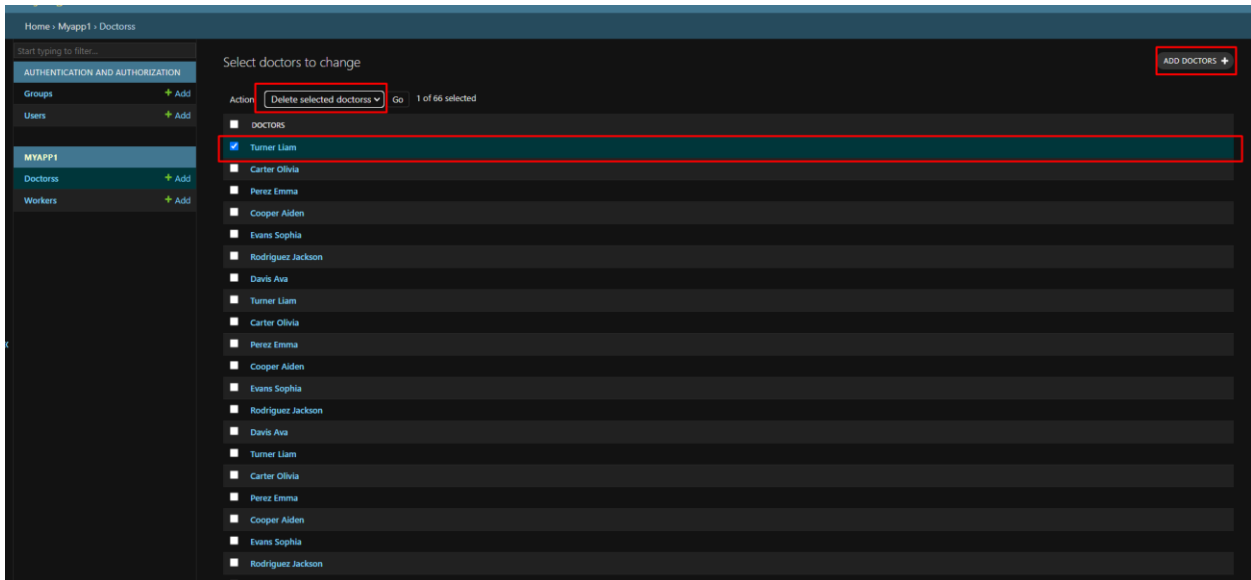 Home › Myapp1 › Doctorss
Start typing to filter...
AUTHENTICATION AND AUTHORIZATION
Groups + Add
Users + Add
MYAPP1
Doctorss + Add
Workers + Add
Select doctors to change
ADD DOCTORS +
Action Delete selected doctorss Go 1 of 66 selected
DOCTORS
Turner Liam
Carter Olivia
Perez Emma
Cooper Aiden
Evans Sophia
Rodriguez Jackson
Davis Ava
Turner Liam
Carter Olivia
Perez Emma
Cooper Aiden
Evans Sophia
Rodriguez Jackson
Davis Ava
Turner Liam
Carter Olivia
Perez Emma
Cooper Aiden
Evans Sophia
Rodriguez Jackson